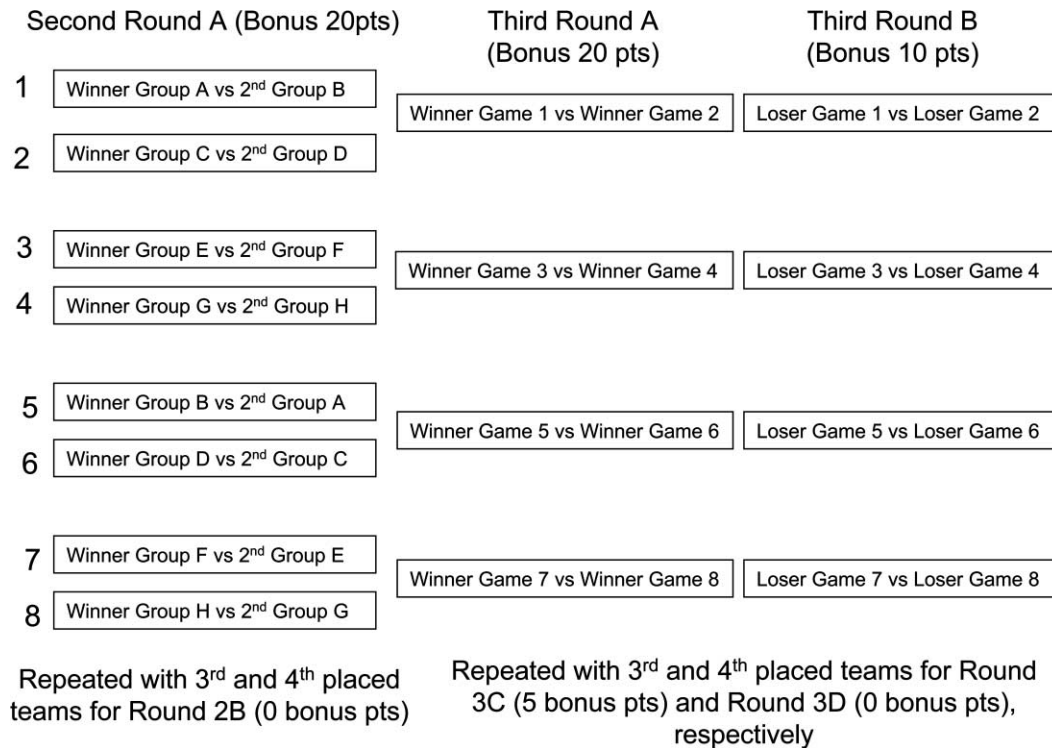 Second Round A (Bonus 20pts)
Third Round A
(Bonus 20 pts)
Third Round B
(Bonus 10 pts)
1
Winner Group A vs 2nd Group B
Winner Game 1 vs Winner Game 2
Loser Game 1 vs Loser Game 2
2
Winner Group C vs 2nd Group D
3
Winner Group E vs 2nd Group F
Winner Game 3 vs Winner Game 4
Loser Game 3 vs Loser Game 4
4
Winner Group G vs 2nd Group H
5
Winner Group B vs 2nd Group A
Winner Game 5 vs Winner Game 6
Loser Game 5 vs Loser Game 6
6
Winner Group D vs 2nd Group C
7
Winner Group F vs 2nd Group E
Winner Game 7 vs Winner Game 8
Loser Game 7 vs Loser Game 8
8
Winner Group H vs 2nd Group G
Repeated with 3rd and 4th placed
teams for Round 2B (0 bonus pts)
Repeated with 3rd and 4th placed teams for Round
3C (5 bonus pts) and Round 3D (0 bonus pts),
respectively